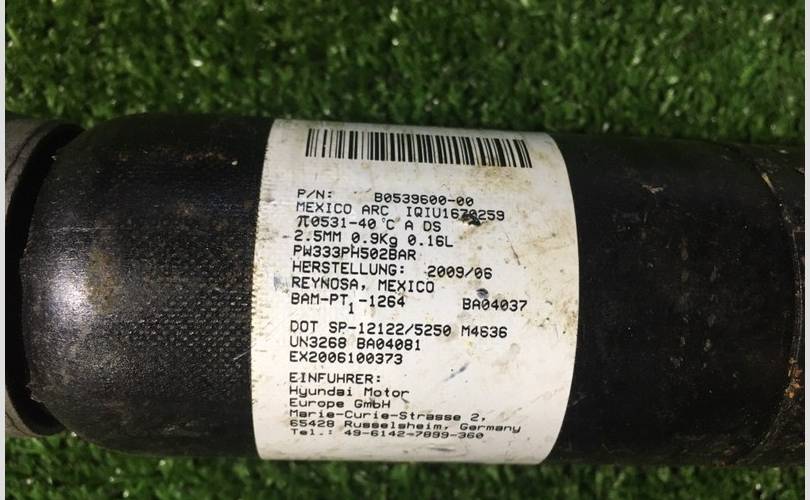 P/N: B0539600-00
MEXICO ARC IQIU1670259
π0531-40°C A DS
2.5MM 0.9Kg 0.16L
PW333PH502BAR
HERSTELLUNG: 2009/06
REYNOSA, MEXICO
BAM-PT₁-1264 BA04037
DOT SP-12122/5250 M4636
UN3268 BA04081
EX2006100373
EINFUHRER:
Hyundai Motor
Europe GmbH
Marie-Curie-Strasse 2,
65428 Russelsheim, Germany
Tel.: 49-6142-7899-360